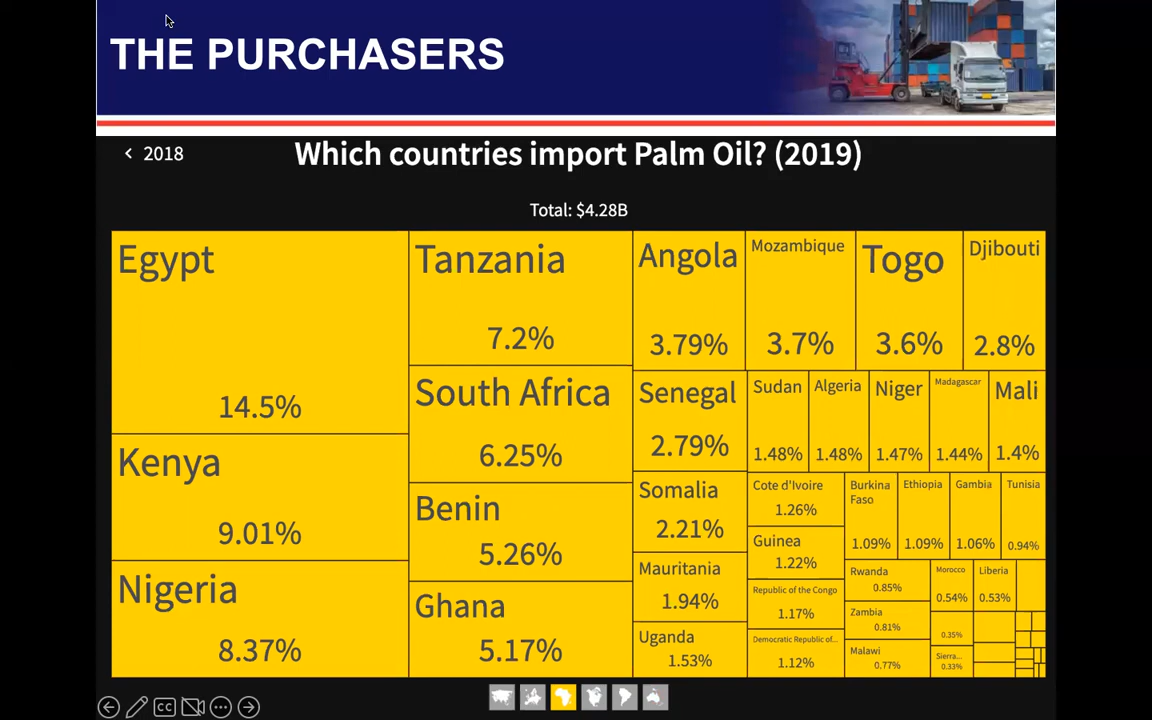 THE PURCHASERS
< 2018
Which countries import Palm Oil? (2019)
Total: $4.28B
Egypt
14.5%
Kenya
9.01%
Nigeria
8.37%
Tanzania
7.2%
South Africa
6.25%
Benin
5.26%
Ghana
5.17%
Angola
3.79%
Mozambique
3.7%
Togo
3.6%
Djibouti
2.8%
Senegal
2.79%
Somalia
2.21%
Mauritania
1.94%
Uganda
1.53%
Sudan
1.48%
Algeria
1.48%
Niger
1.47%
Madagascar
1.44%
Mali
1.4%
Cote d'Ivoire
1.26%
Guinea
1.22%
Republic of the Congo
1.17%
Democratic Republic of...
1.12%
Burkina
Faso
1.09%
Ethiopia
1.09%
Gambia
1.06%
Tunisia
0.94%
Rwanda
0.85%
Zambia
0.81%
Malawi
0.77%
Morocco
0.54%
Liberia
0.53%
0.35%
Sierra...
0.33%
CC